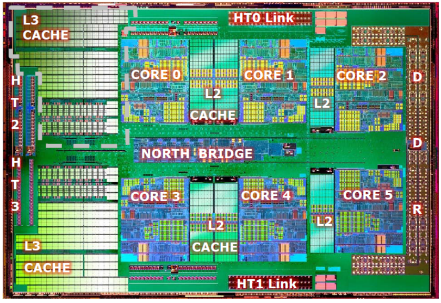 L3
CACHE
HT0 Link
CORE 0
CORE 1
CORE 2
L2
CACHE
L2
H
T
2
D
D
R
NORTH BRIDGE
H
T
3
CORE 3
CORE 4
CORE 5
L2
CACHE
L2
L3
CACHE
HT1 Link